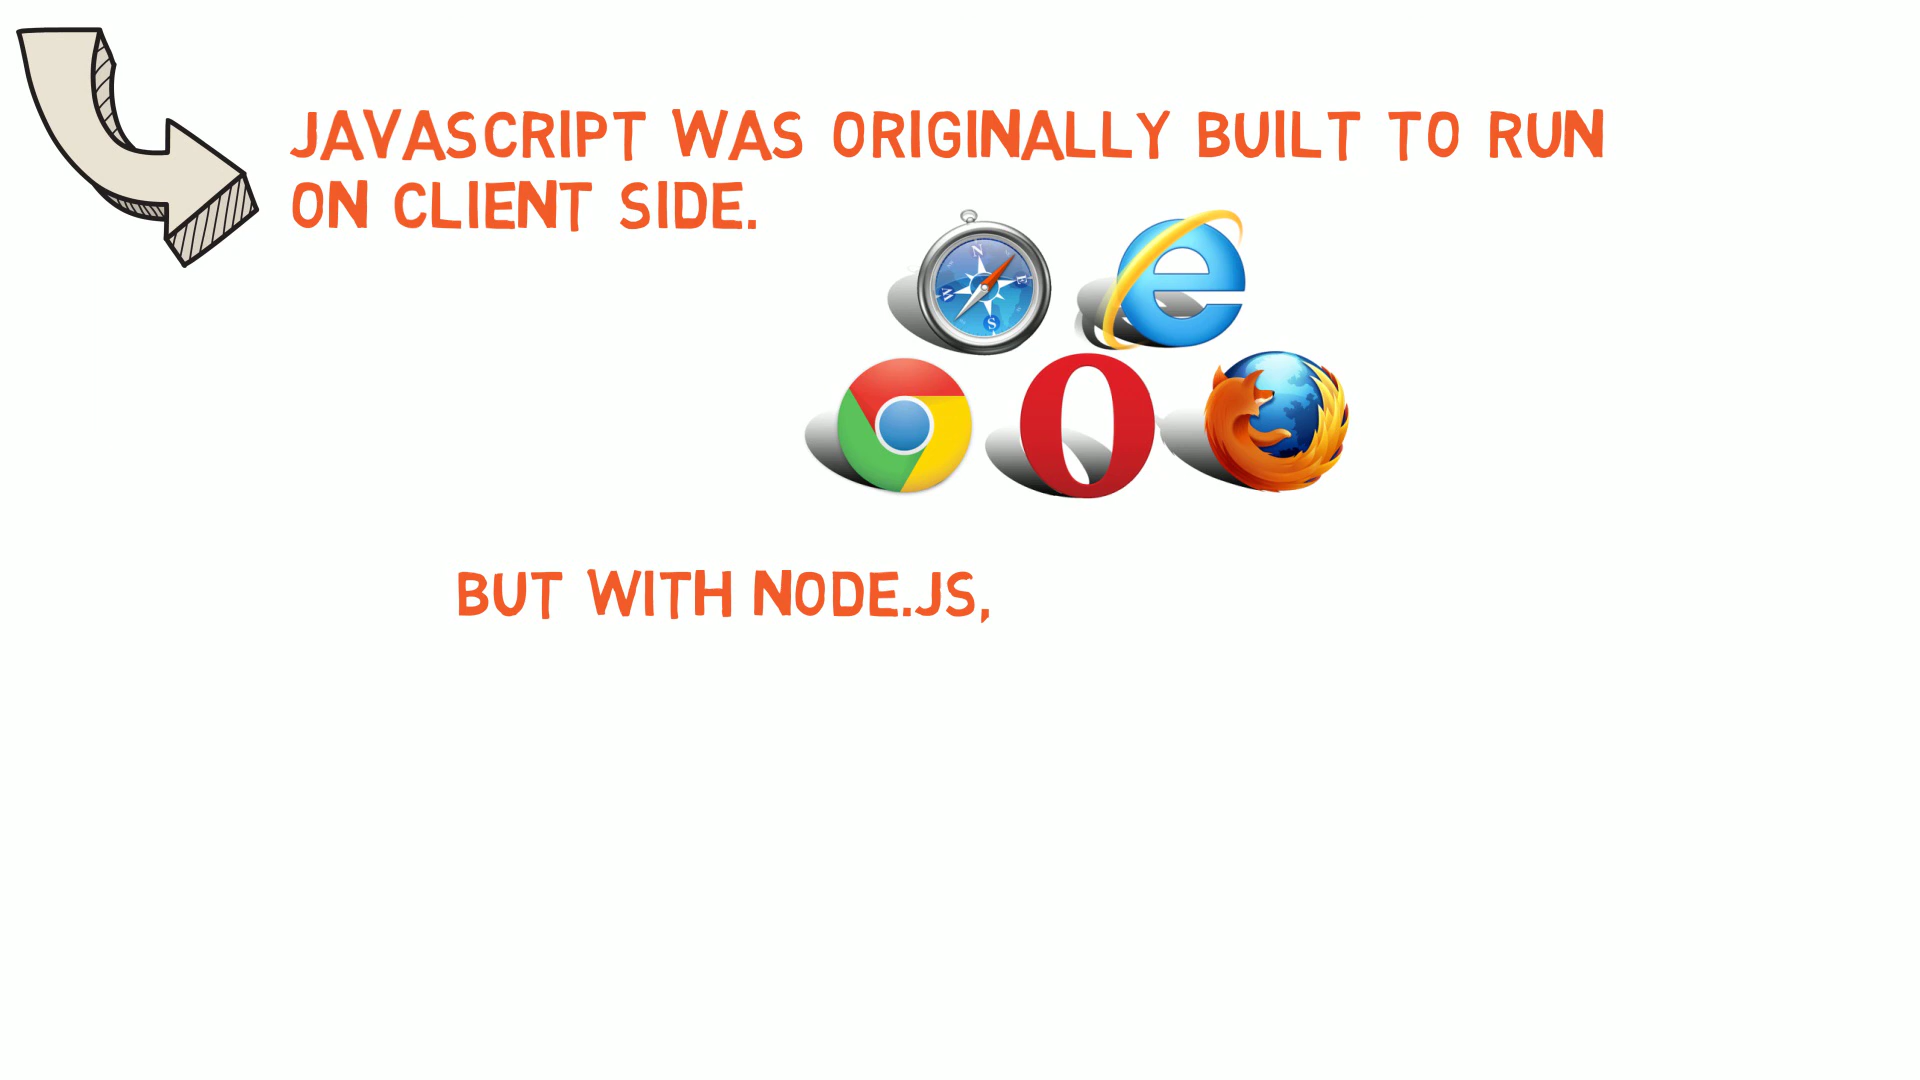 JAVASCRIPT WAS ORIGINALLY BUILT TO RUN
ON CLIENT SIDE.
N
W
E
S
BUT WITH NODE.JS,